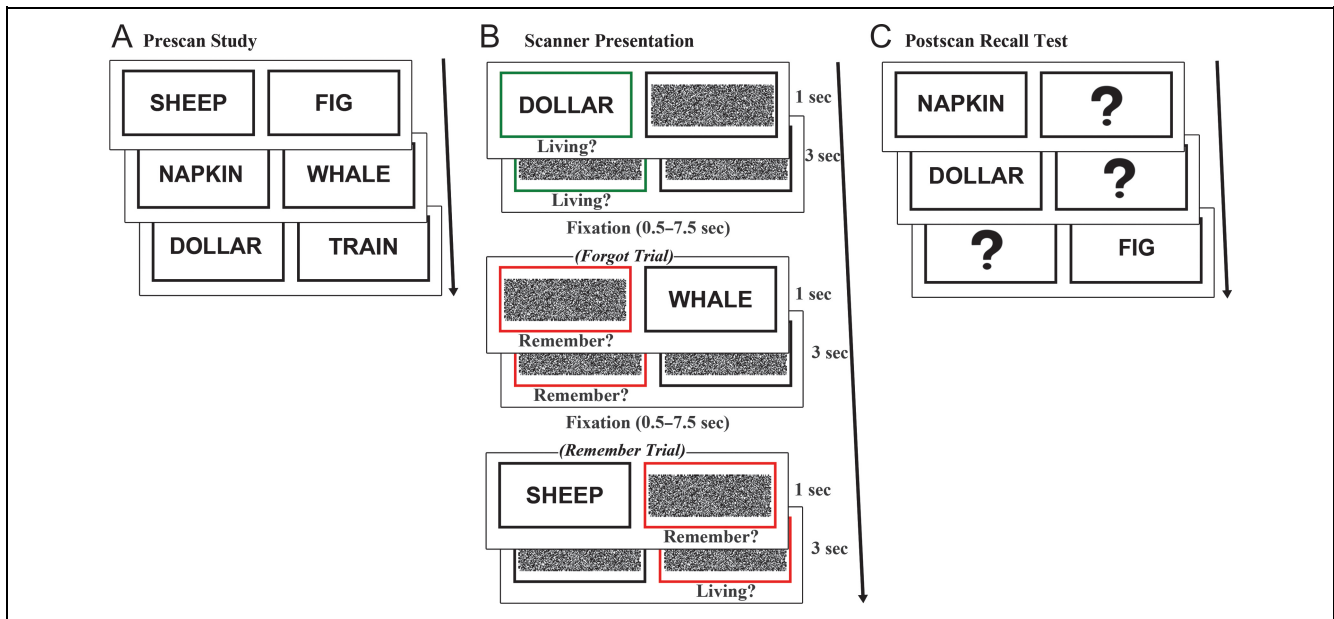 A Prescan Study
SHEEP FIG
NAPKIN WHALE
DOLLAR TRAIN
B Scanner Presentation
DOLLAR
1 sec
Living?
3 sec
Living?
Fixation (0.5–7.5 sec)
(Forgot Trial)
WHALE
1 sec
Remember?
3 sec
Remember?
Fixation (0.5–7.5 sec)
(Remember Trial)
SHEEP
1 sec
Remember?
3 sec
Living?
C Postscan Recall Test
NAPKIN ?
DOLLAR ?
? FIG